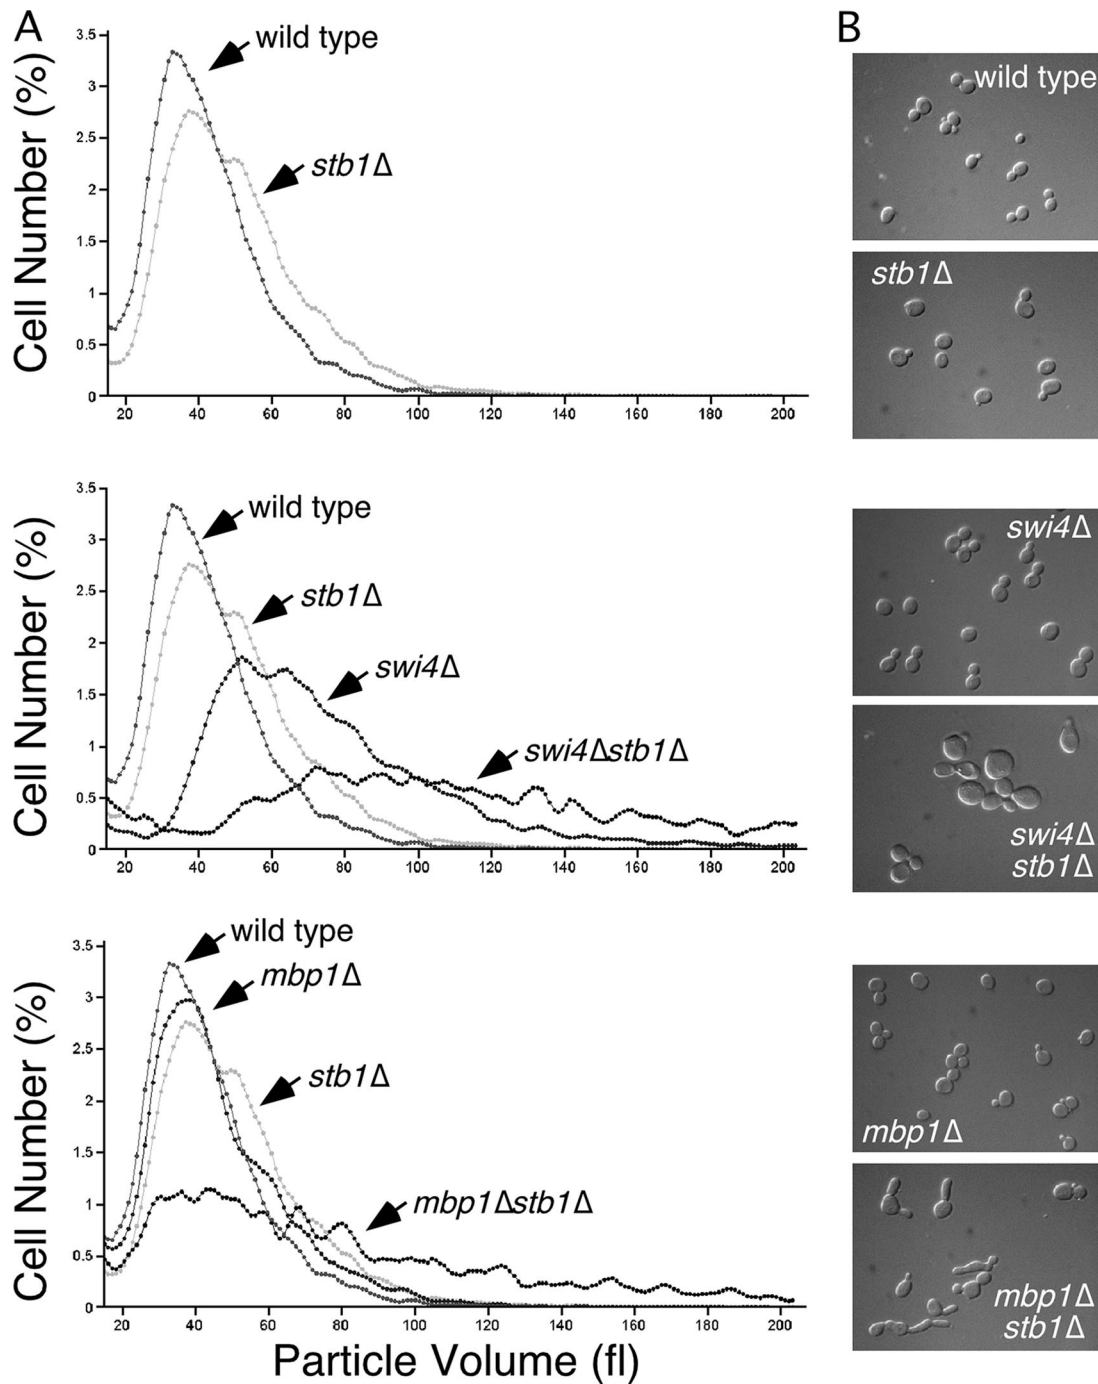 A
B
Cell Number (%)
3.5
3
2.5
2
1.5
1
0.5
0
20 40 60 80 100 120 140 160 180 200
wild type
stb1Δ
wild type
stb1Δ
Cell Number (%)
3.5
3
2.5
2
1.5
1
0.5
0
20 40 60 80 100 120 140 160 180 200
wild type
stb1Δ
swi4Δ
swi4Δstb1Δ
swi4Δ
swi4Δ
stb1Δ
Cell Number (%)
3.5
3
2.5
2
1.5
1
0.5
0
20 40 60 80 100 120 140 160 180 200
wild type
mbp1Δ
stb1Δ
mbp1Δstb1Δ
Particle Volume (fl)
mbp1Δ
mbp1Δ
stb1Δ